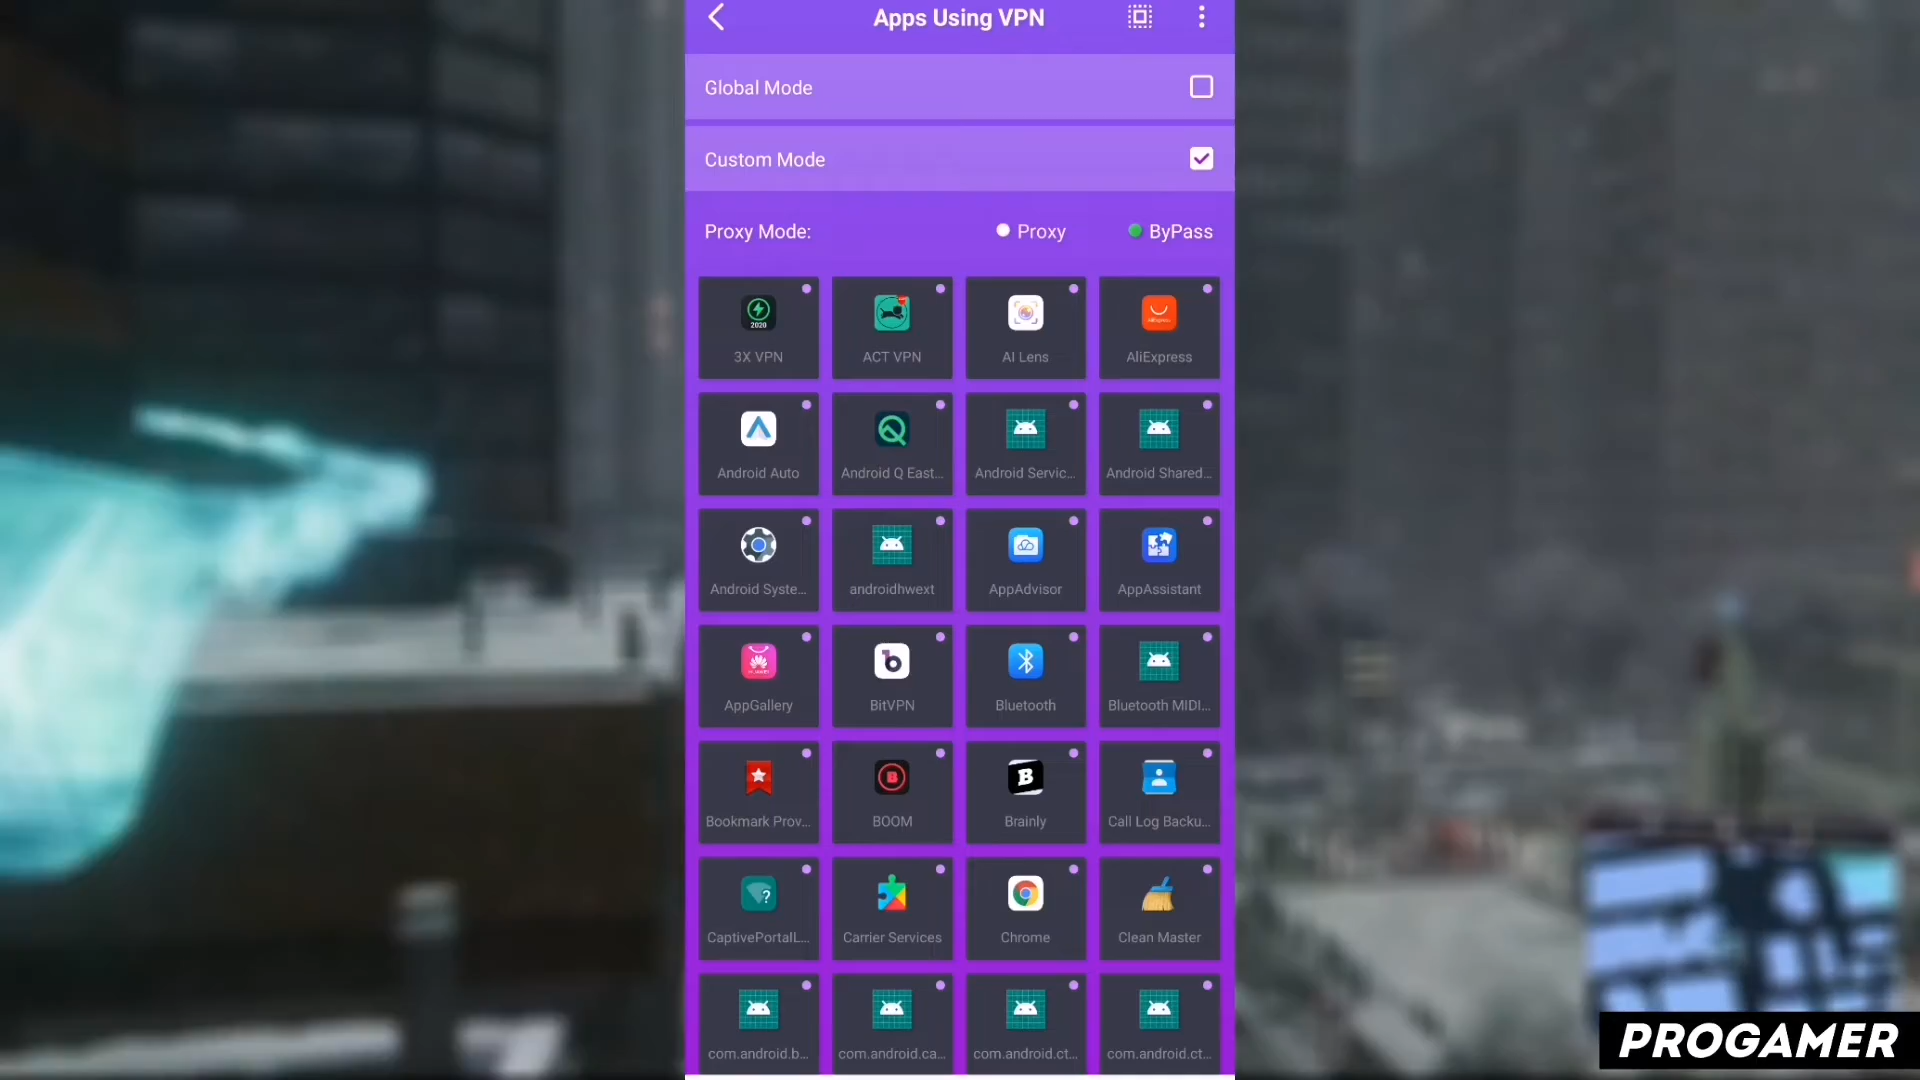 Apps Using VPN
Global Mode
Custom Mode
Proxy Mode: Proxy ByPass
2020
3X VPN ACT VPN AI Lens AliExpress
Android Auto Android Q East... Android Servic... Android Shared...
Android Syste... androidhwext AppAdvisor AppAssistant
HUAWEI
AppGallery BitVPN Bluetooth Bluetooth MIDI...
B B
Bookmark Prov... BOOM Brainly Call Log Backu...
?
CaptivePortalL... Carrier Services Chrome Clean Master
com.android.b... com.android.ca... com.android.ct... com.android.ct...
PROGAMER